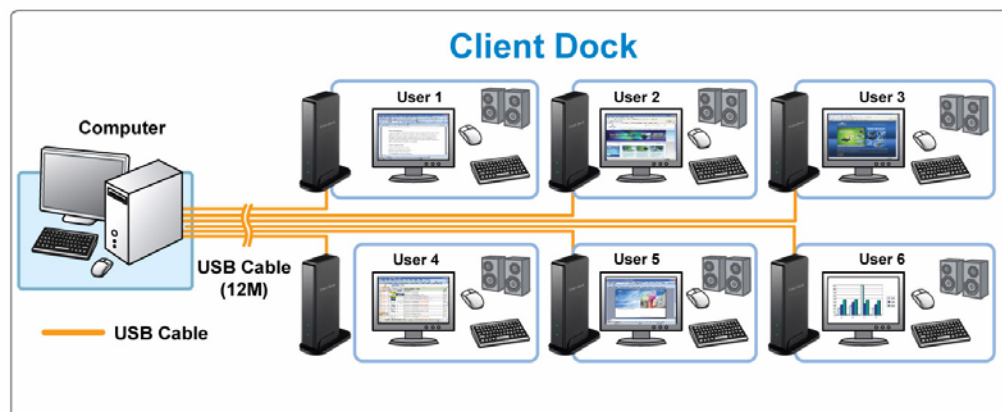 Client Dock
Computer
User 1
User 2
User 3
USB Cable
(12M)
User 4
User 5
User 6
USB Cable